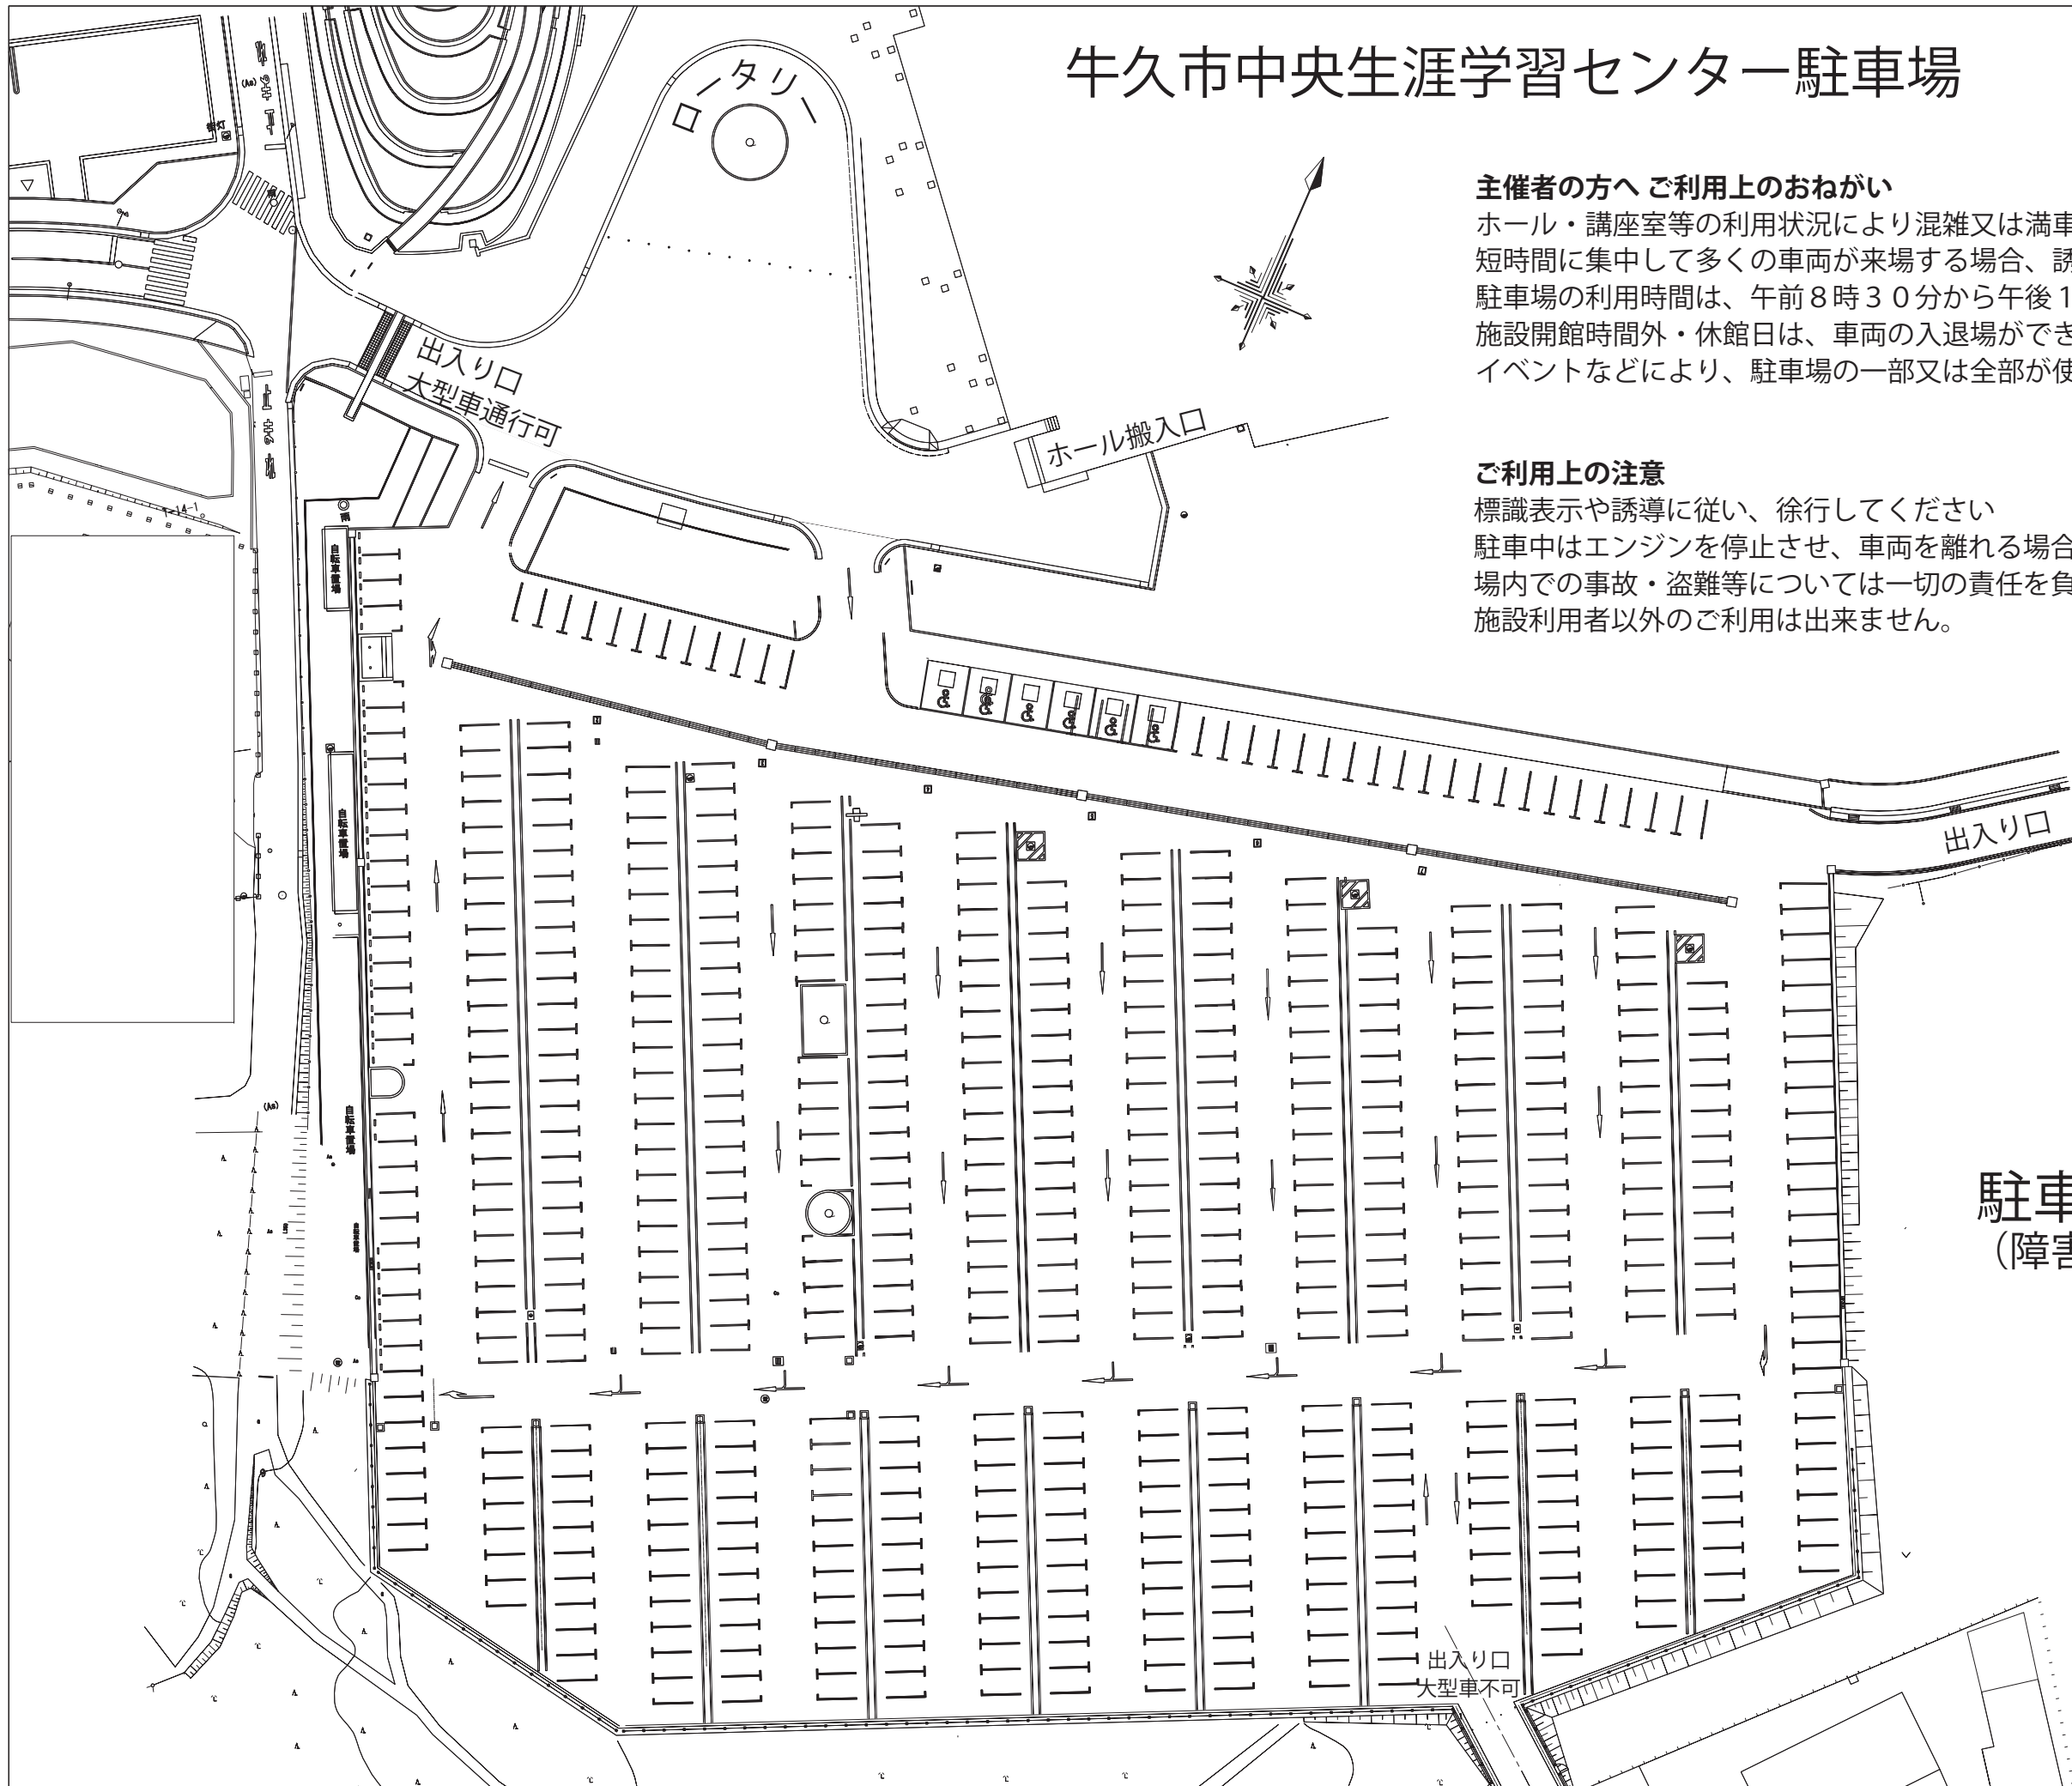 牛久市中央生涯学習センター駐車場
ロータリー
主催者の方へ ご利用上のおねがい
ホール・講座室等の利用状況により混雑又は満車
短時間に集中して多くの車両が来場する場合、誘
駐車場の利用時間は、午前８時３０分から午後１
施設開館時間外・休館日は、車両の入退場ができ
イベントなどにより、駐車場の一部又は全部が使
出入り口
大型車通行可
ホール搬入口
ご利用上の注意
標識表示や誘導に従い、徐行してください
駐車中はエンジンを停止させ、車両を離れる場合
場内での事故・盗難等については一切の責任を負
施設利用者以外のご利用は出来ません。
1-14-1
自転車置場
自転車置場
出入り口
(As)
自転車置場
自転車置場
駐車
（障害
出入り口
大型車不可